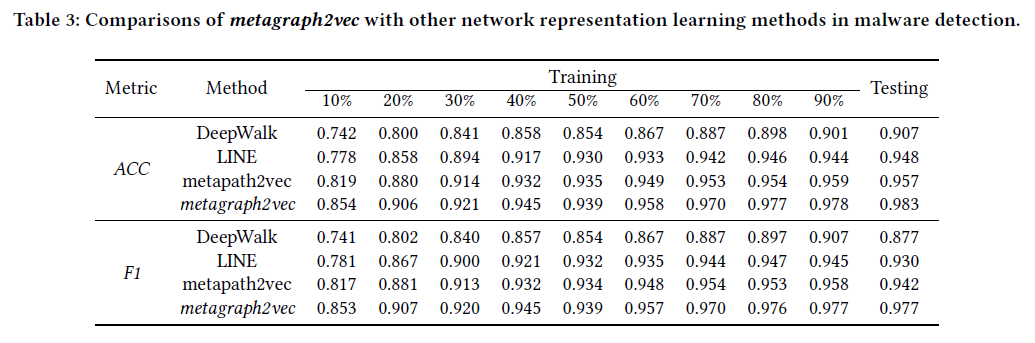 Table 3: Comparisons of metagraph2vec with other network representation learning methods in malware detection.
Metric Method Training Testing
10% 20% 30% 40% 50% 60% 70% 80% 90%
ACC
DeepWalk 0.742 0.800 0.841 0.858 0.854 0.867 0.887 0.898 0.901 0.907
LINE 0.778 0.858 0.894 0.917 0.930 0.933 0.942 0.946 0.944 0.948
metapath2vec 0.819 0.880 0.914 0.932 0.935 0.949 0.953 0.954 0.959 0.957
metagraph2vec 0.854 0.906 0.921 0.945 0.939 0.958 0.970 0.977 0.978 0.983
F1
DeepWalk 0.741 0.802 0.840 0.857 0.854 0.867 0.887 0.897 0.907 0.877
LINE 0.781 0.867 0.900 0.921 0.932 0.935 0.944 0.947 0.945 0.930
metapath2vec 0.817 0.881 0.913 0.932 0.934 0.948 0.954 0.953 0.958 0.942
metagraph2vec 0.853 0.907 0.920 0.945 0.939 0.957 0.970 0.976 0.977 0.977